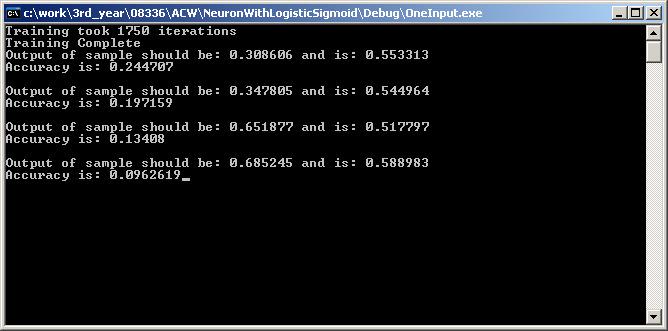 c:\work\3rd_year\08336\ACW\NeuronWithLogisticSigmoid\Debug\OneInput.exe
Training took 1750 iterations
Training Complete
Output of sample should be: 0.308606 and is: 0.553313
Accuracy is: 0.244707
Output of sample should be: 0.347805 and is: 0.544964
Accuracy is: 0.197159
Output of sample should be: 0.651877 and is: 0.517797
Accuracy is: 0.13408
Output of sample should be: 0.685245 and is: 0.588983
Accuracy is: 0.0962619_